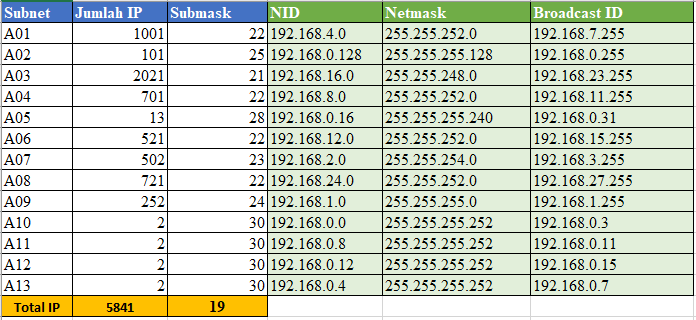 Subnet Jumlah IP Submask NID Netmask Broadcast ID
A01 1001 22 192.168.4.0 255.255.252.0 192.168.7.255
A02 101 25 192.168.0.128 255.255.255.128 192.168.0.255
A03 2021 21 192.168.16.0 255.255.248.0 192.168.23.255
A04 701 22 192.168.8.0 255.255.252.0 192.168.11.255
A05 13 28 192.168.0.16 255.255.255.240 192.168.0.31
A06 521 22 192.168.12.0 255.255.252.0 192.168.15.255
A07 502 23 192.168.2.0 255.255.254.0 192.168.3.255
A08 721 22 192.168.24.0 255.255.252.0 192.168.27.255
A09 252 24 192.168.1.0 255.255.255.0 192.168.1.255
A10 2 30 192.168.0.0 255.255.255.252 192.168.0.3
A11 2 30 192.168.0.8 255.255.255.252 192.168.0.11
A12 2 30 192.168.0.12 255.255.255.252 192.168.0.15
A13 2 30 192.168.0.4 255.255.255.252 192.168.0.7
Total IP 5841 19